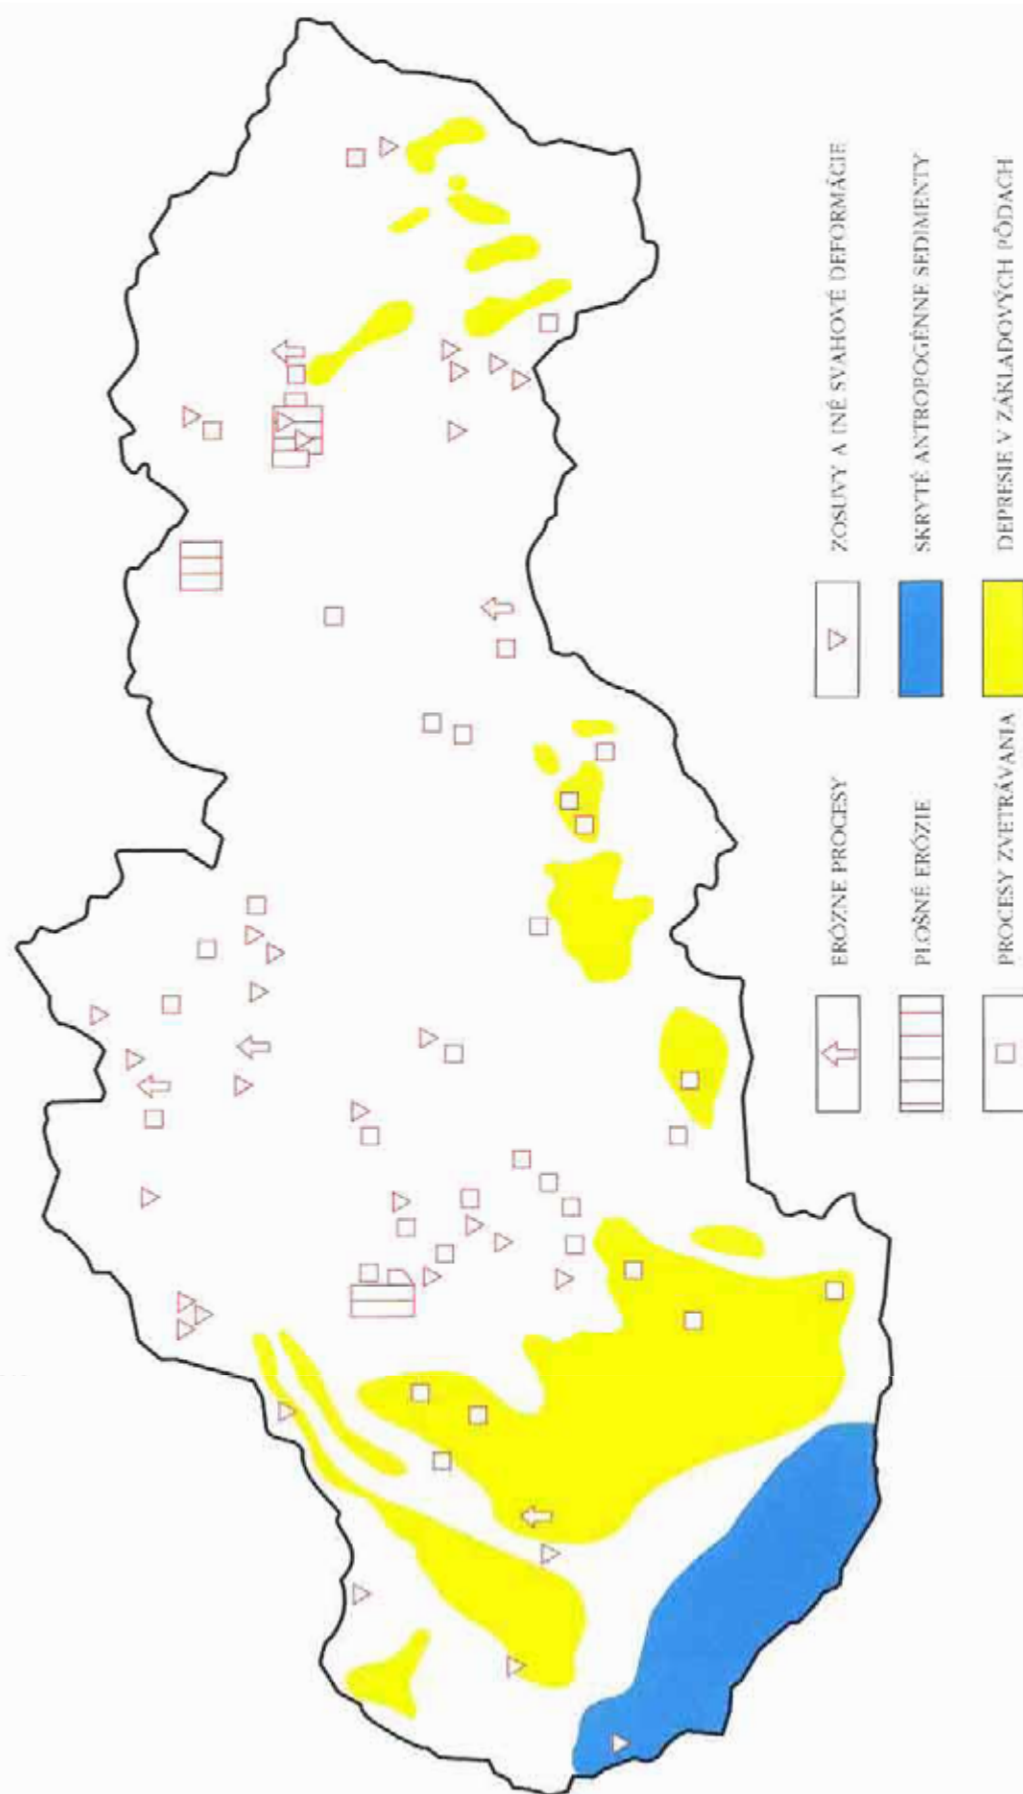 ERÓZNE PROCESY
PLOŠNÉ ERÓZIE
PROCESY ZVETRÁVANIA
ZOSUVY A INÉ SVAHOVÉ DEFORMÁCIE
SKRYTÉ ANTROPOGÉNNE SEDIMENTY
DEPRESIE V ZÁKLADOVÝCH PÔDACH